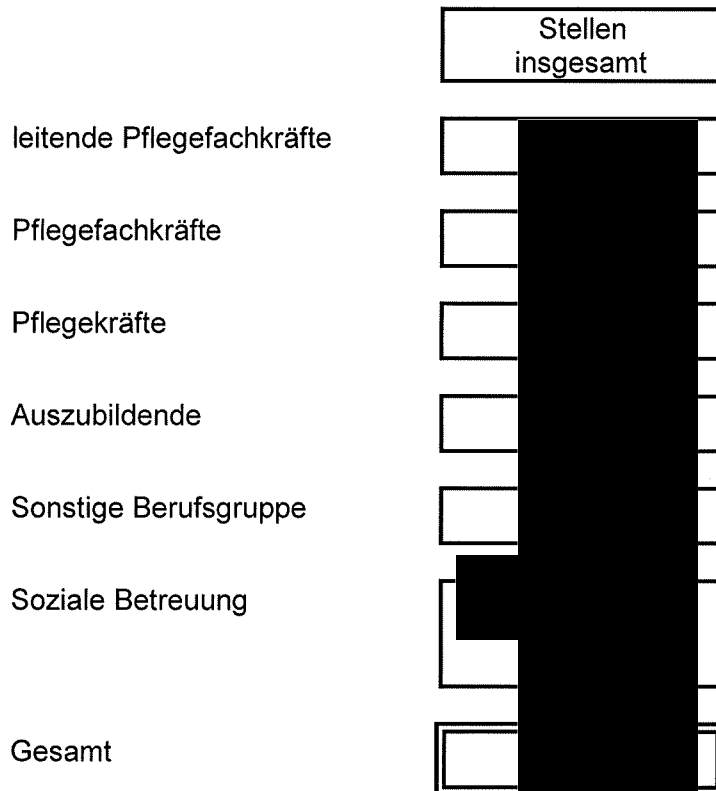 Stellen
insgesamt
leitende Pflegefachkräfte
Pflegefachkräfte
Pflegekräfte
Auszubildende
Sonstige Berufsgruppe
Soziale Betreuung
Gesamt